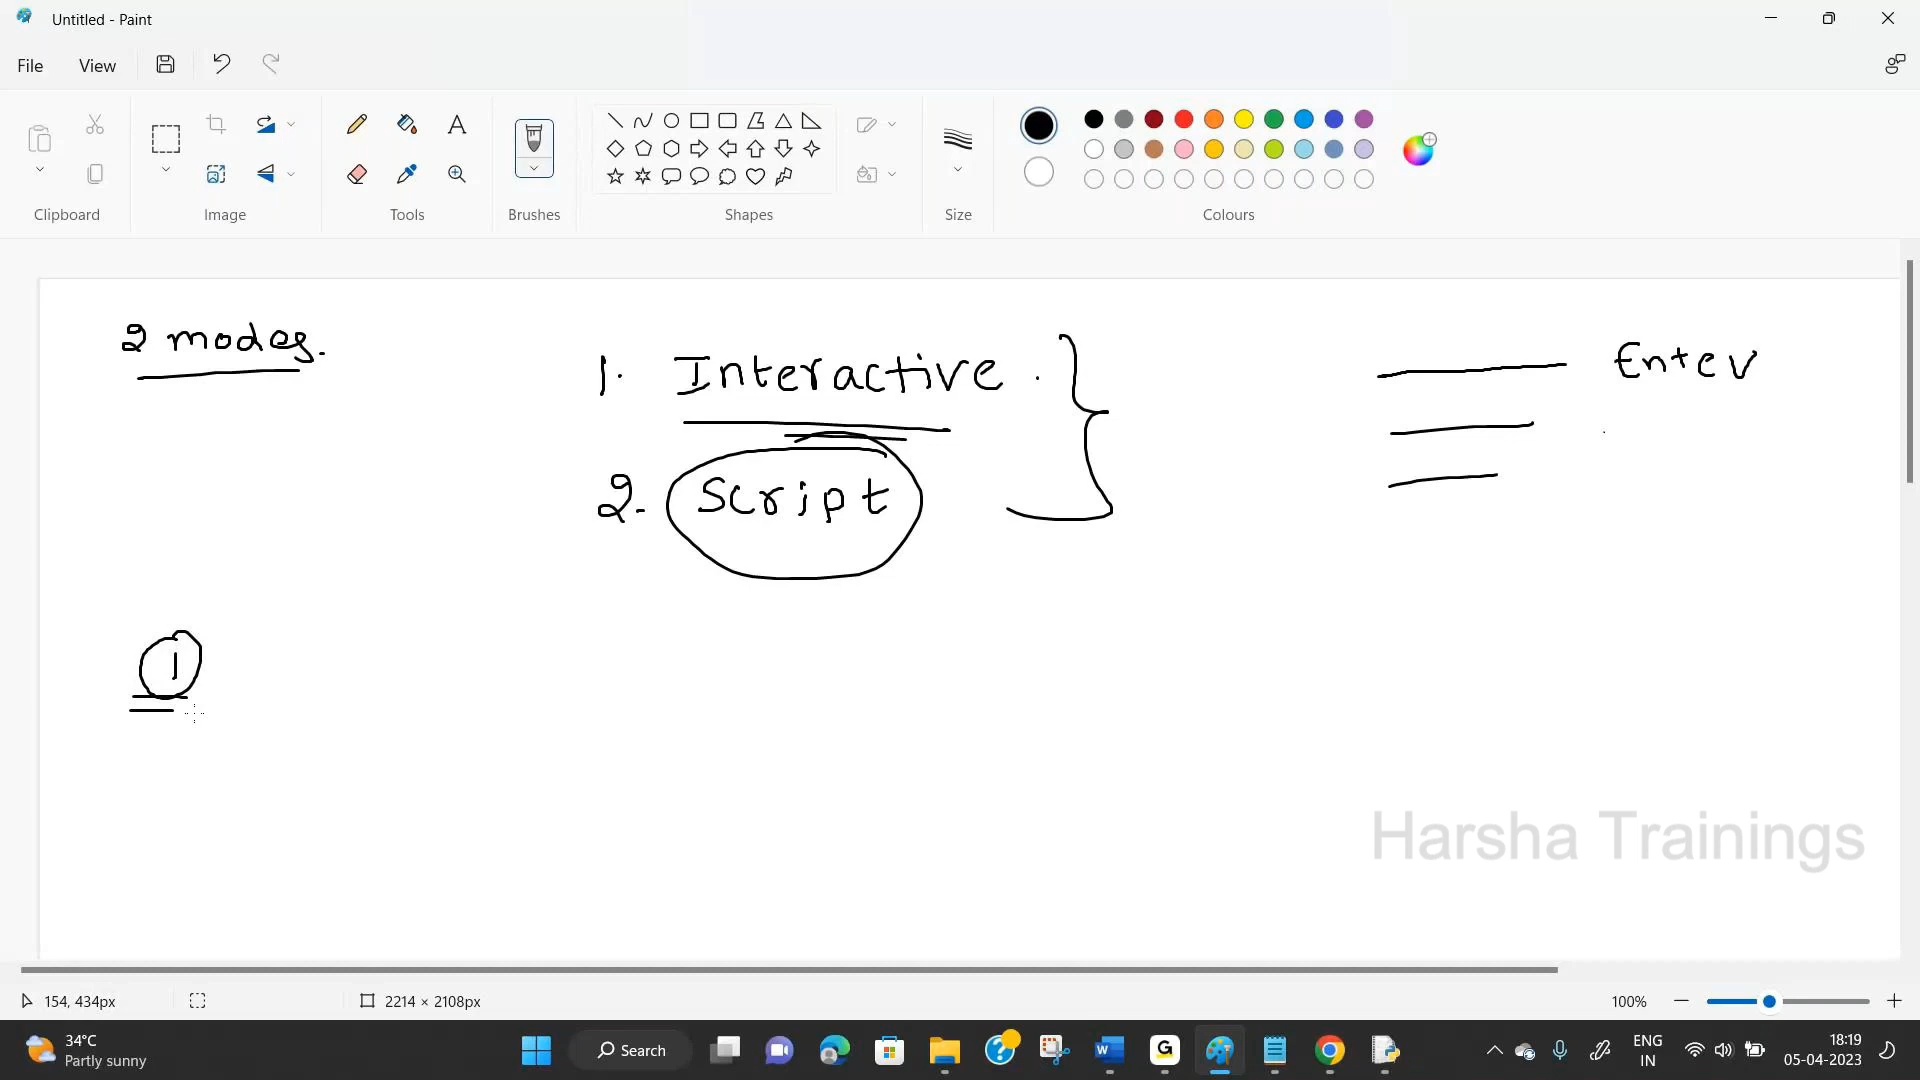 Untitled - Paint
File
View
Clipboard
Image
Tools
Brushes
Shapes
Size
Colours
2 modes.
1. Interactive .
Enter
2. Script
1
Harsha Trainings
154, 434px
2214 × 2108px
100%
34°C
Partly sunny
Search
ENG
IN
18:19
05-04-2023